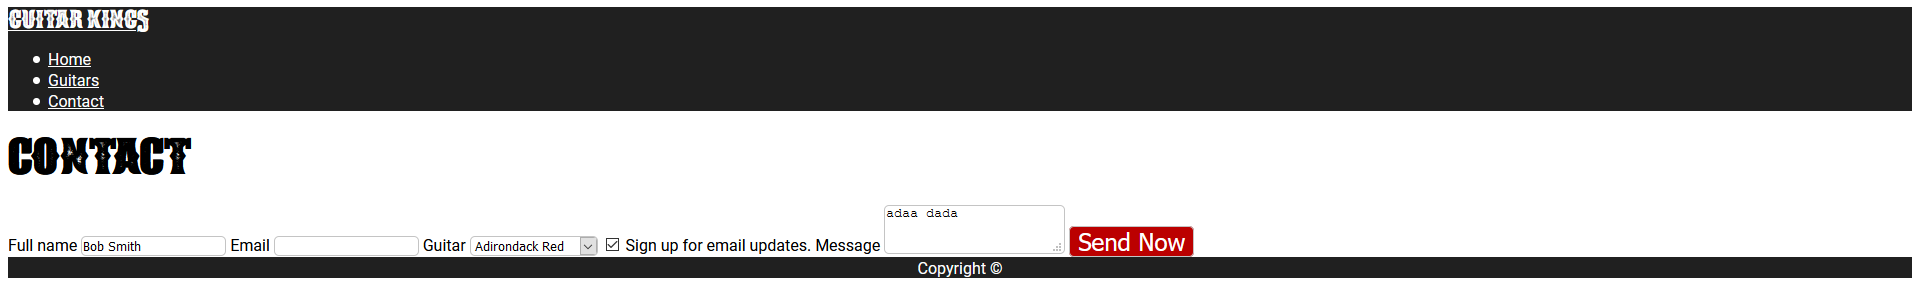 GUITAR KINGS
Home
Guitars
Contact
CONTACT
Full name Bob Smith Email Guitar Adirondack Red Sign up for email updates. Message adaa dada Send Now
Copyright ©